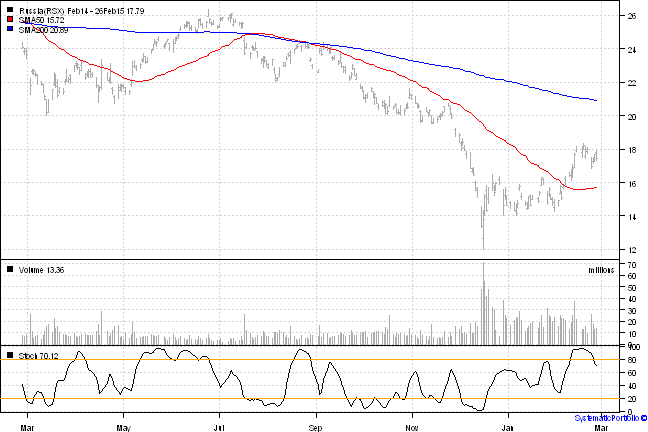 Russia(RSX) Feb14 - 26Feb15 17.79
SMA50 15.72
SMA200 20.89
26
24
22
20
18
16
14
12
Volume 13.36
millions
70
60
50
40
30
20
10
0
Stoch 70.12
100
80
60
40
20
0
Mar
May
Jul
Sep
Nov
Jan
Mar
SystematicPortfolio ©